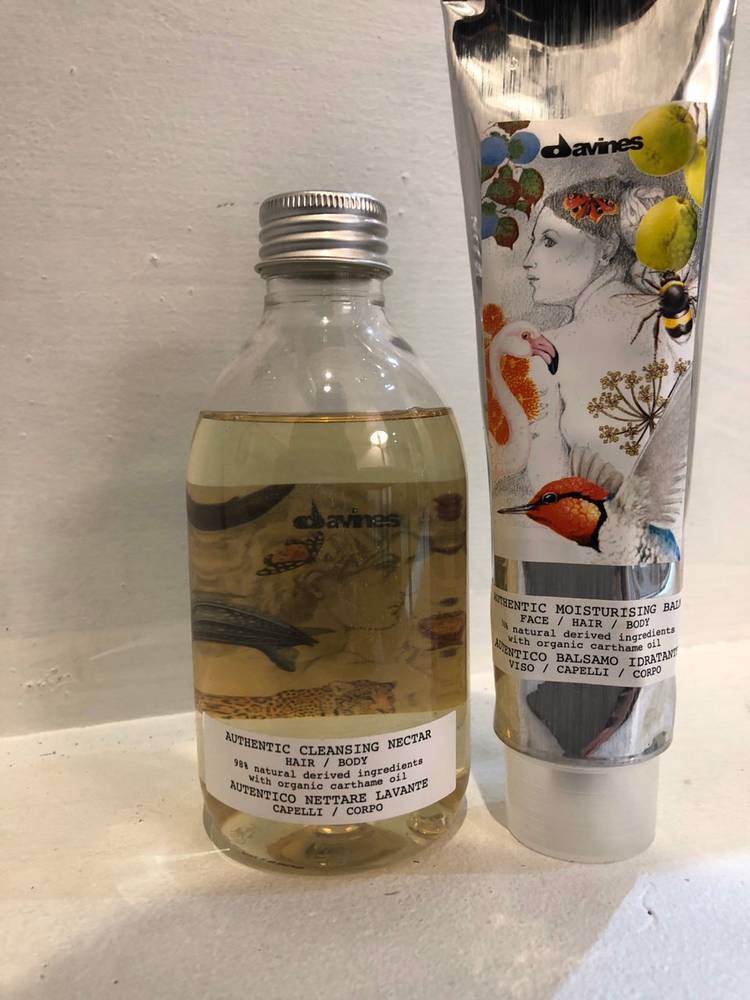 davines
AUTHENTIC CLEANSING NECTAR
HAIR / BODY
98% natural derived ingredients
with organic carthame oil
AUTENTICO NETTARE LAVANTE
CAPELLI / CORPO
davines
AUTHENTIC MOISTURISING BAL
FACE / HAIR / BODY
natural derived ingredients
with organic carthame oil
AUTENTICO BALSAMO IDRATANTE
VISO / CAPELLI / CORPO